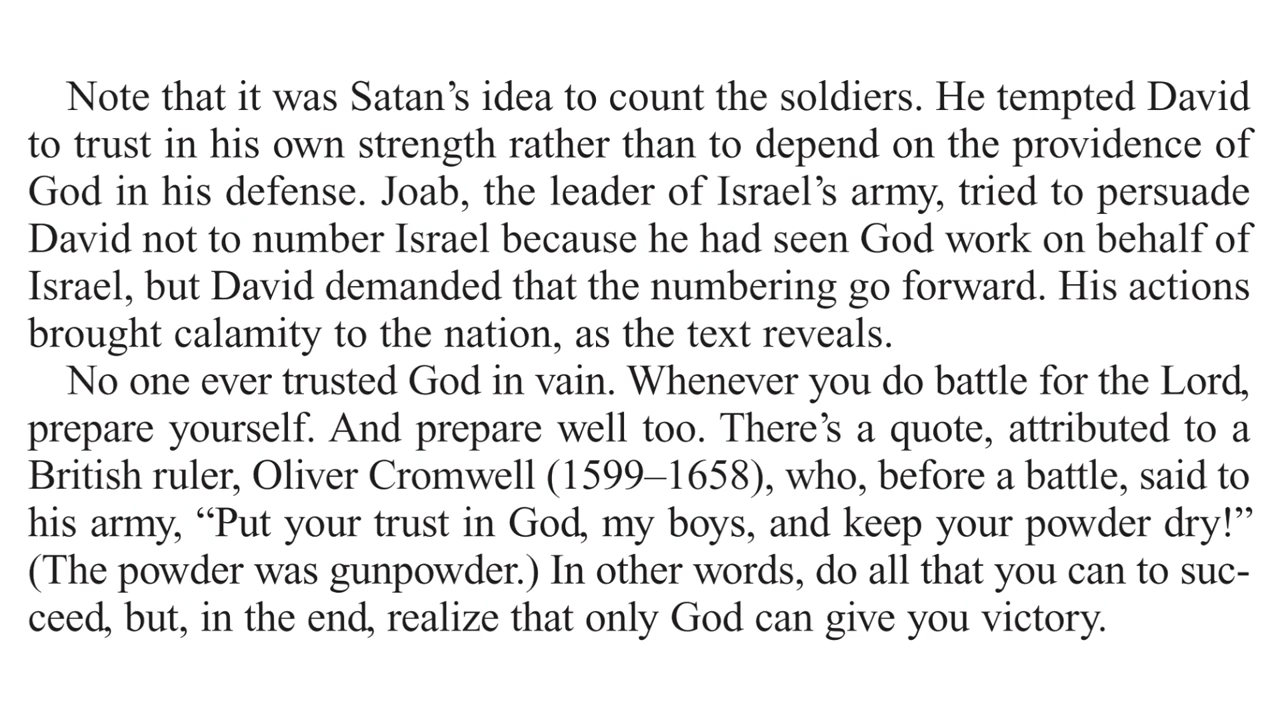 Note that it was Satan’s idea to count the soldiers. He tempted David
to trust in his own strength rather than to depend on the providence of
God in his defense. Joab, the leader of Israel’s army, tried to persuade
David not to number Israel because he had seen God work on behalf of
Israel, but David demanded that the numbering go forward. His actions
brought calamity to the nation, as the text reveals.
No one ever trusted God in vain. Whenever you do battle for the Lord,
prepare yourself. And prepare well too. There’s a quote, attributed to a
British ruler, Oliver Cromwell (1599–1658), who, before a battle, said to
his army, “Put your trust in God, my boys, and keep your powder dry!”
(The powder was gunpowder.) In other words, do all that you can to suc-
ceed, but, in the end, realize that only God can give you victory.